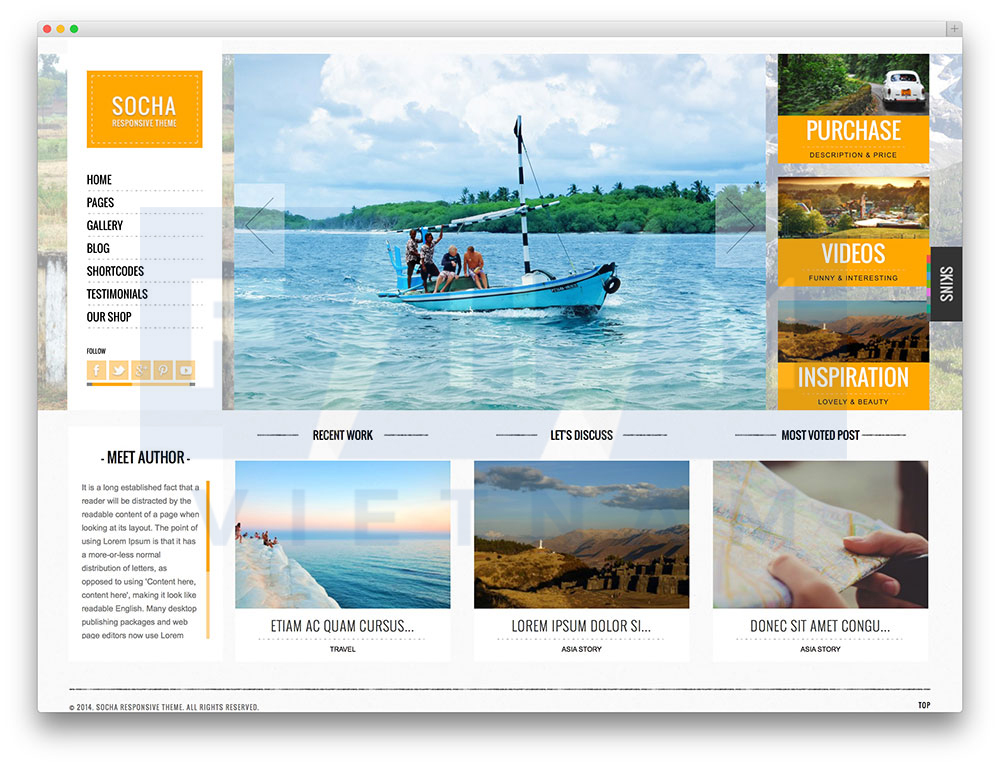 SOCHA
RESPONSIVE THEME
HOME
PAGES
GALLERY
BLOG
SHORTCODES
TESTIMONIALS
OUR SHOP
FOLLOW
PURCHASE
DESCRIPTION & PRICE
VIDEOS
FUNNY & INTERESTING
INSPIRATION
LOVELY & BEAUTY
SKINS
- MEET AUTHOR -
It is a long established fact that a
reader will be distracted by the
readable content of a page when
looking at its layout. The point of
using Lorem Ipsum is that it has
a more-or-less normal
distribution of letters, as
opposed to using 'Content here,
content here', making it look like
readable English. Many desktop
publishing packages and web
page editors now use Lorem
RECENT WORK
ETIAM AC QUAM CURSUS...
TRAVEL
LET'S DISCUSS
LOREM IPSUM DOLOR SI...
ASIA STORY
MOST VOTED POST
DONEC SIT AMET CONGU...
ASIA STORY
VIETNAM
© 2014, SOCHA RESPONSIVE THEME. ALL RIGHTS RESERVED.
TOP